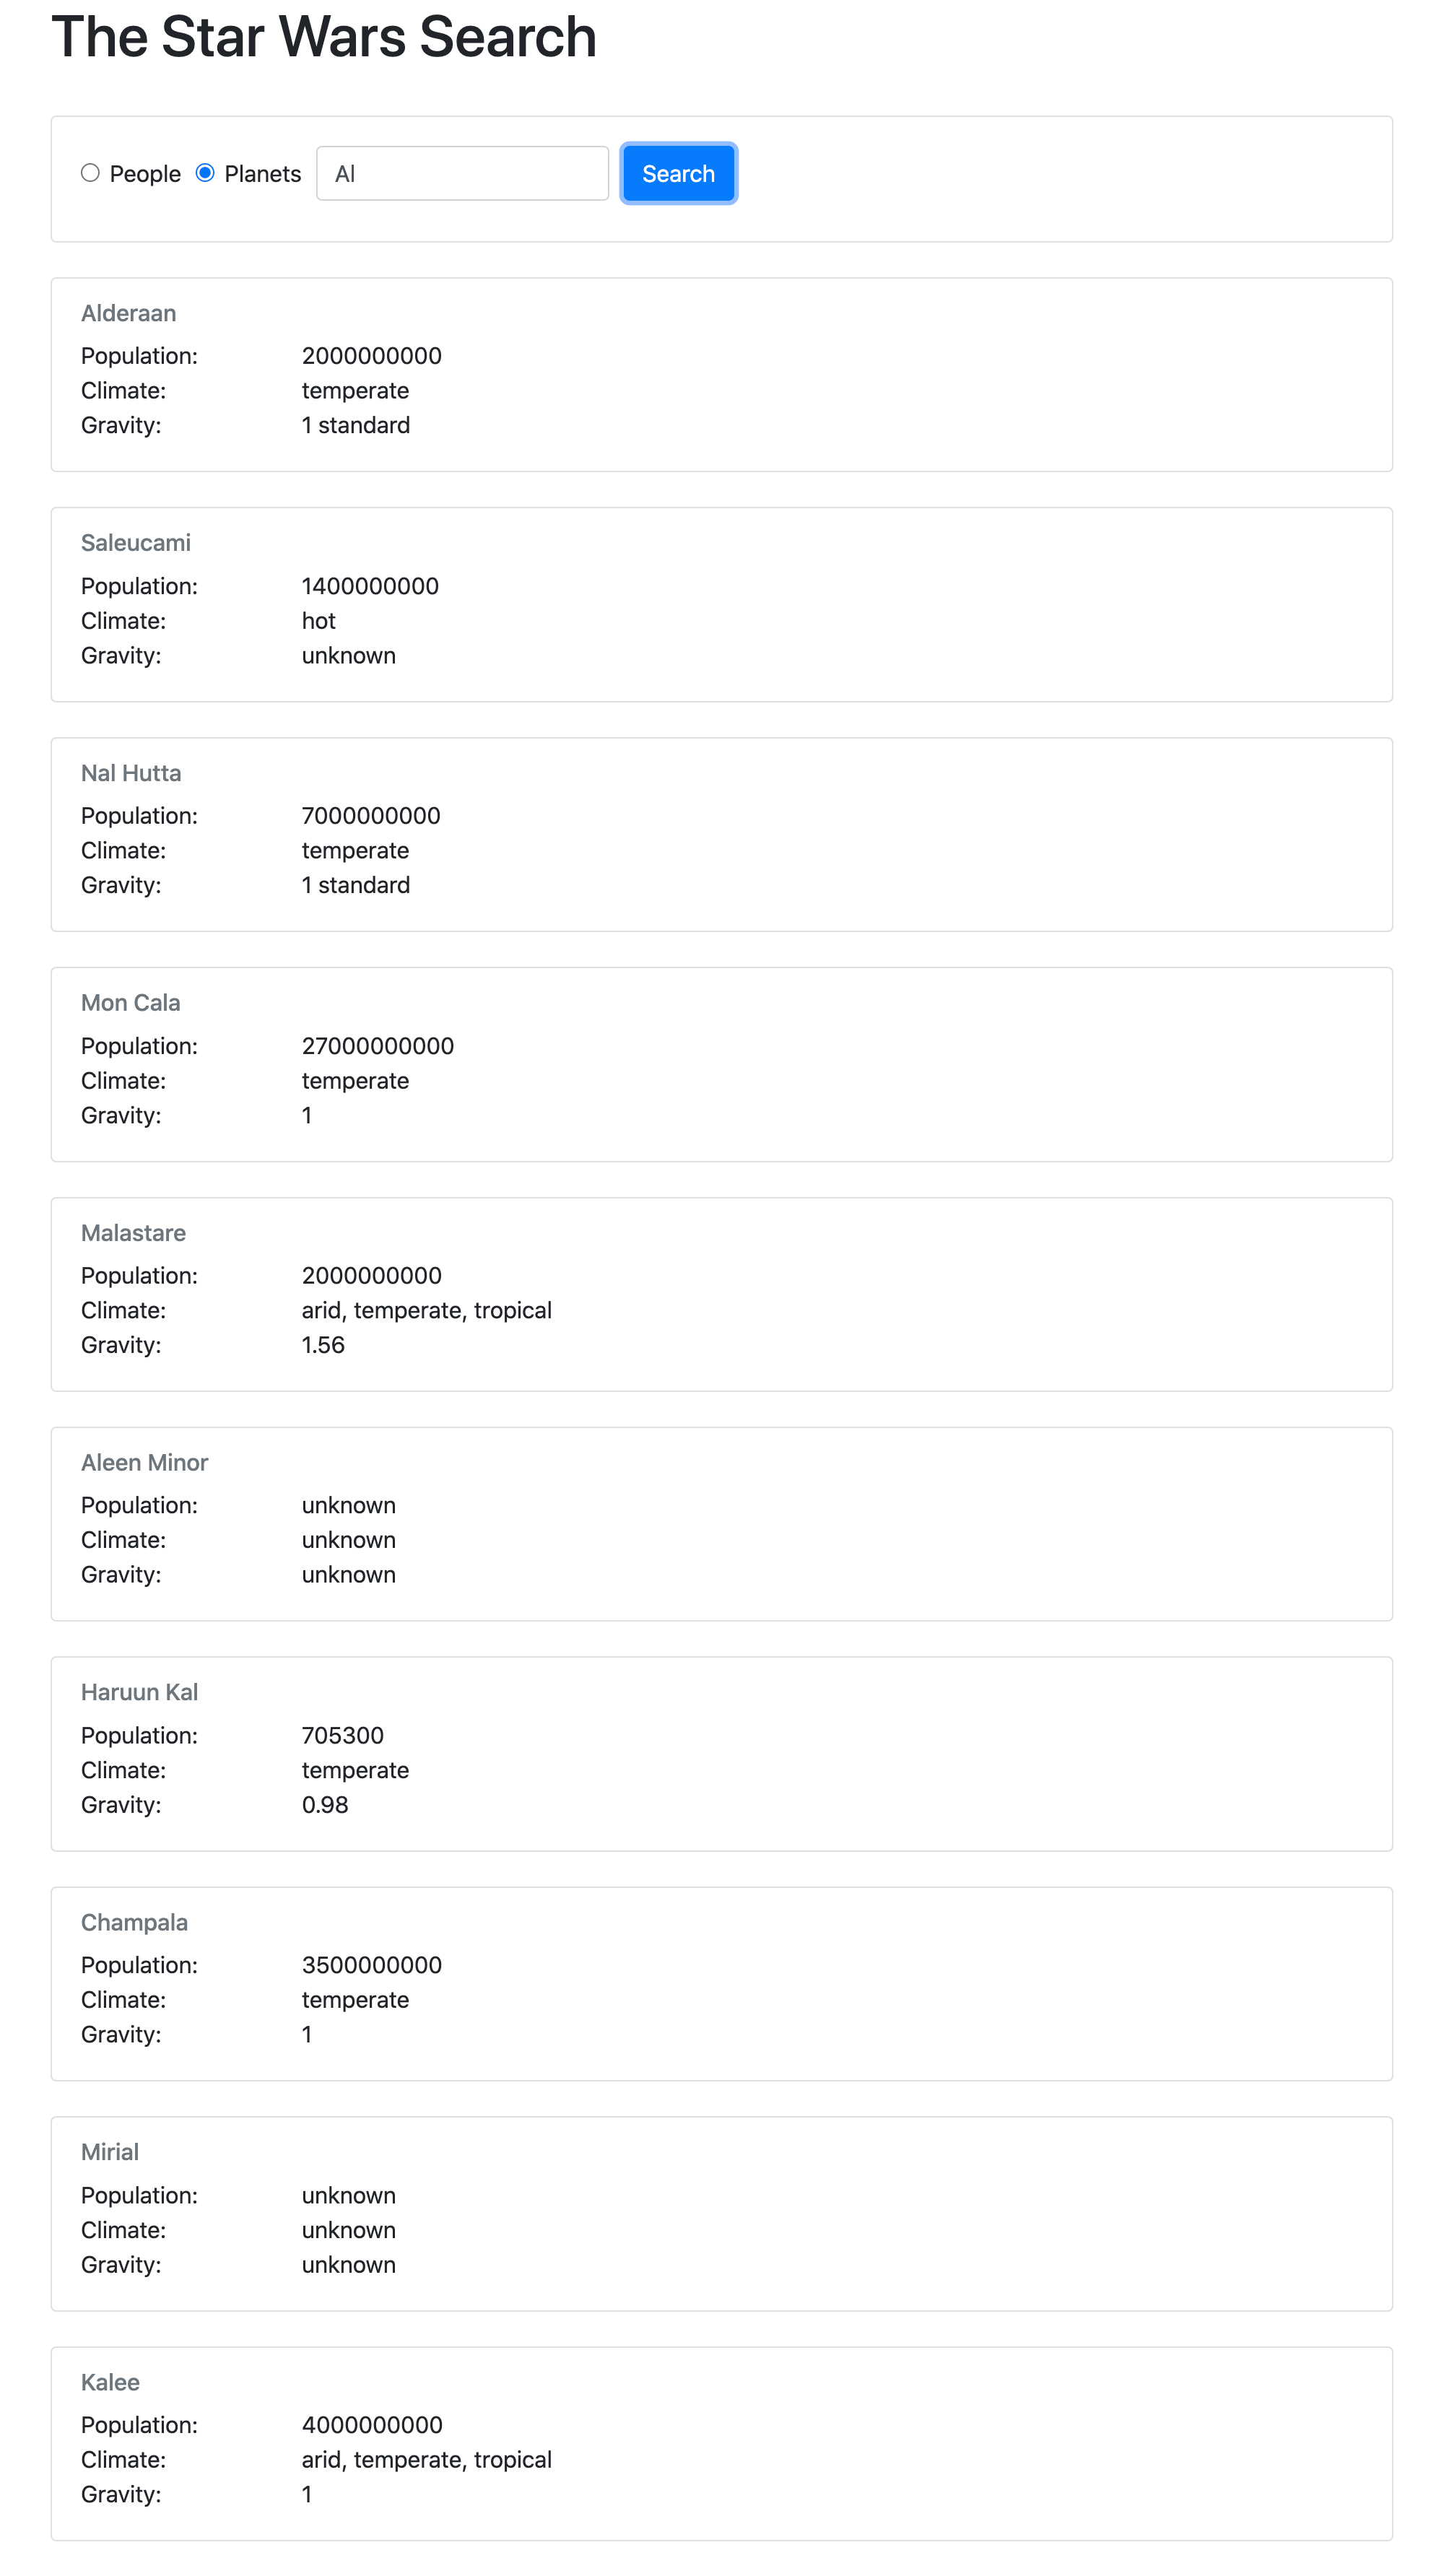 The Star Wars Search
People Planets Al Search
Alderaan
Population: 2000000000
Climate: temperate
Gravity: 1 standard
Saleucami
Population: 1400000000
Climate: hot
Gravity: unknown
Nal Hutta
Population: 7000000000
Climate: temperate
Gravity: 1 standard
Mon Cala
Population: 27000000000
Climate: temperate
Gravity: 1
Malastare
Population: 2000000000
Climate: arid, temperate, tropical
Gravity: 1.56
Aleen Minor
Population: unknown
Climate: unknown
Gravity: unknown
Haruun Kal
Population: 705300
Climate: temperate
Gravity: 0.98
Champala
Population: 3500000000
Climate: temperate
Gravity: 1
Mirial
Population: unknown
Climate: unknown
Gravity: unknown
Kalee
Population: 4000000000
Climate: arid, temperate, tropical
Gravity: 1